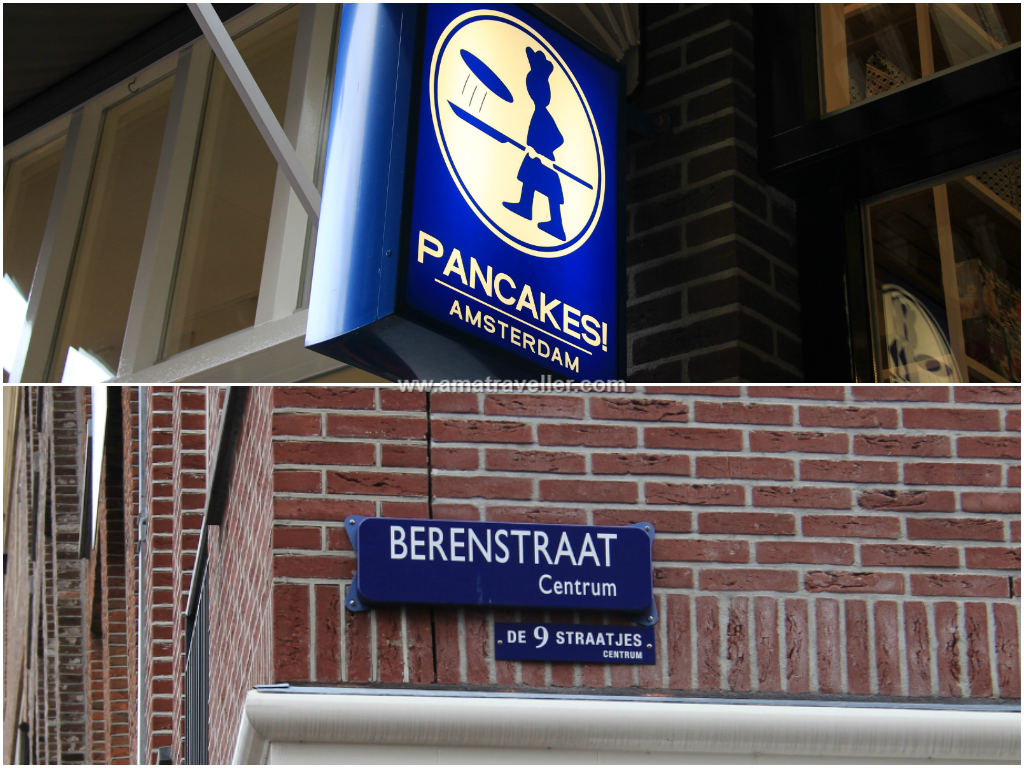 PANCAKES!
AMSTERDAM
www.amatraveller.com
BERENSTRAAT
Centrum
DE 9 STRAATJES
CENTRUM